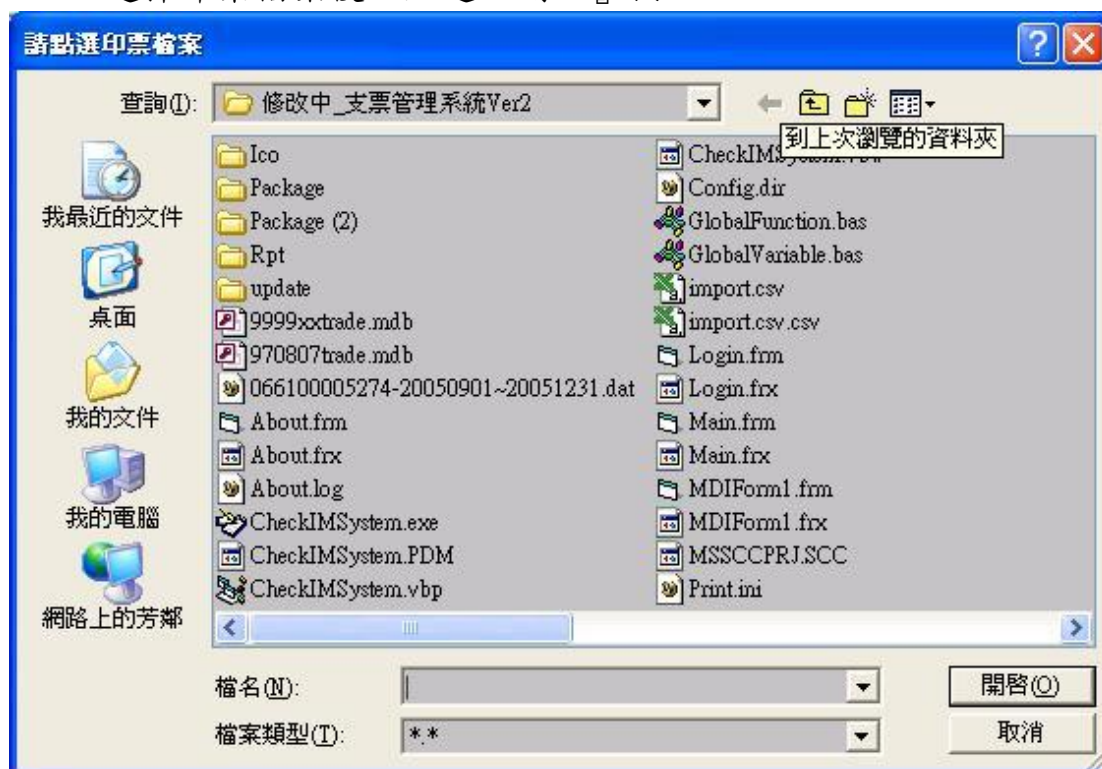 請點選印票檔案
查詢(I):
修改中_支票管理系統Ver2
到上次瀏覽的資料夾
我最近的文件
桌面
我的文件
我的電腦
網路上的芳鄰
Ico
Package
Package (2)
Rpt
update
9999xxtrade.mdb
970807trade.mdb
066100005274-20050901~20051231.dat
About.frm
About.frx
About.log
CheckIMSystem.exe
CheckIMSystem.PDM
CheckIMSystem.vbp
Config.dir
GlobalFunction.bas
GlobalVariable.bas
import.csv
import.csv.csv
Login.frm
Login.frx
Main.frm
Main.frx
MDIForm1.frm
MDIForm1.frx
MSSCCPRJ.SCC
Print.ini
檔名(N):
開啓(O)
檔案類型(T):
*.*
取消